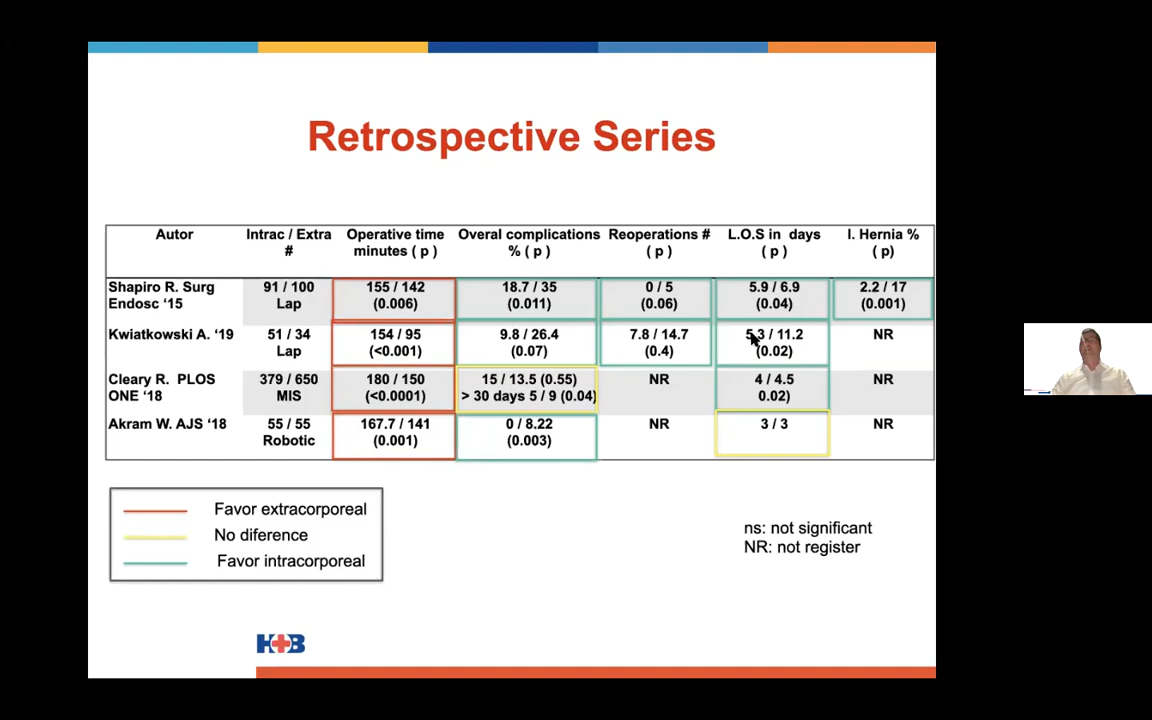 Retrospective Series
Autor Intrac / Extra Operative time Overal complications Reoperations # L.O.S in days I. Hernia %
# minutes ( p ) % ( p ) ( p ) ( p ) (p)
Shapiro R. Surg 91 / 100 155 / 142 18.7 / 35 0 / 5 5.9 / 6.9 2.2 / 17
Endosc ‘15 Lap (0.006) (0.011) (0.06) (0.04) (0.001)
Kwiatkowski A. ‘19 51 / 34 154 / 95 9.8 / 26.4 7.8 / 14.7 5.3 / 11.2 NR
Lap (<0.001) (0.07) (0.4) (0.02)
Cleary R. PLOS 379 / 650 180 / 150 15 / 13.5 (0.55) NR 4 / 4.5 NR
ONE ‘18 MIS (<0.0001) > 30 days 5 / 9 (0.04) 0.02)
Akram W. AJS ‘18 55 / 55 167.7 / 141 0 / 8.22 NR 3 / 3 NR
Robotic (0.001) (0.003)
Favor extracorporeal
No diference
Favor intracorporeal
ns: not significant
NR: not register
H B